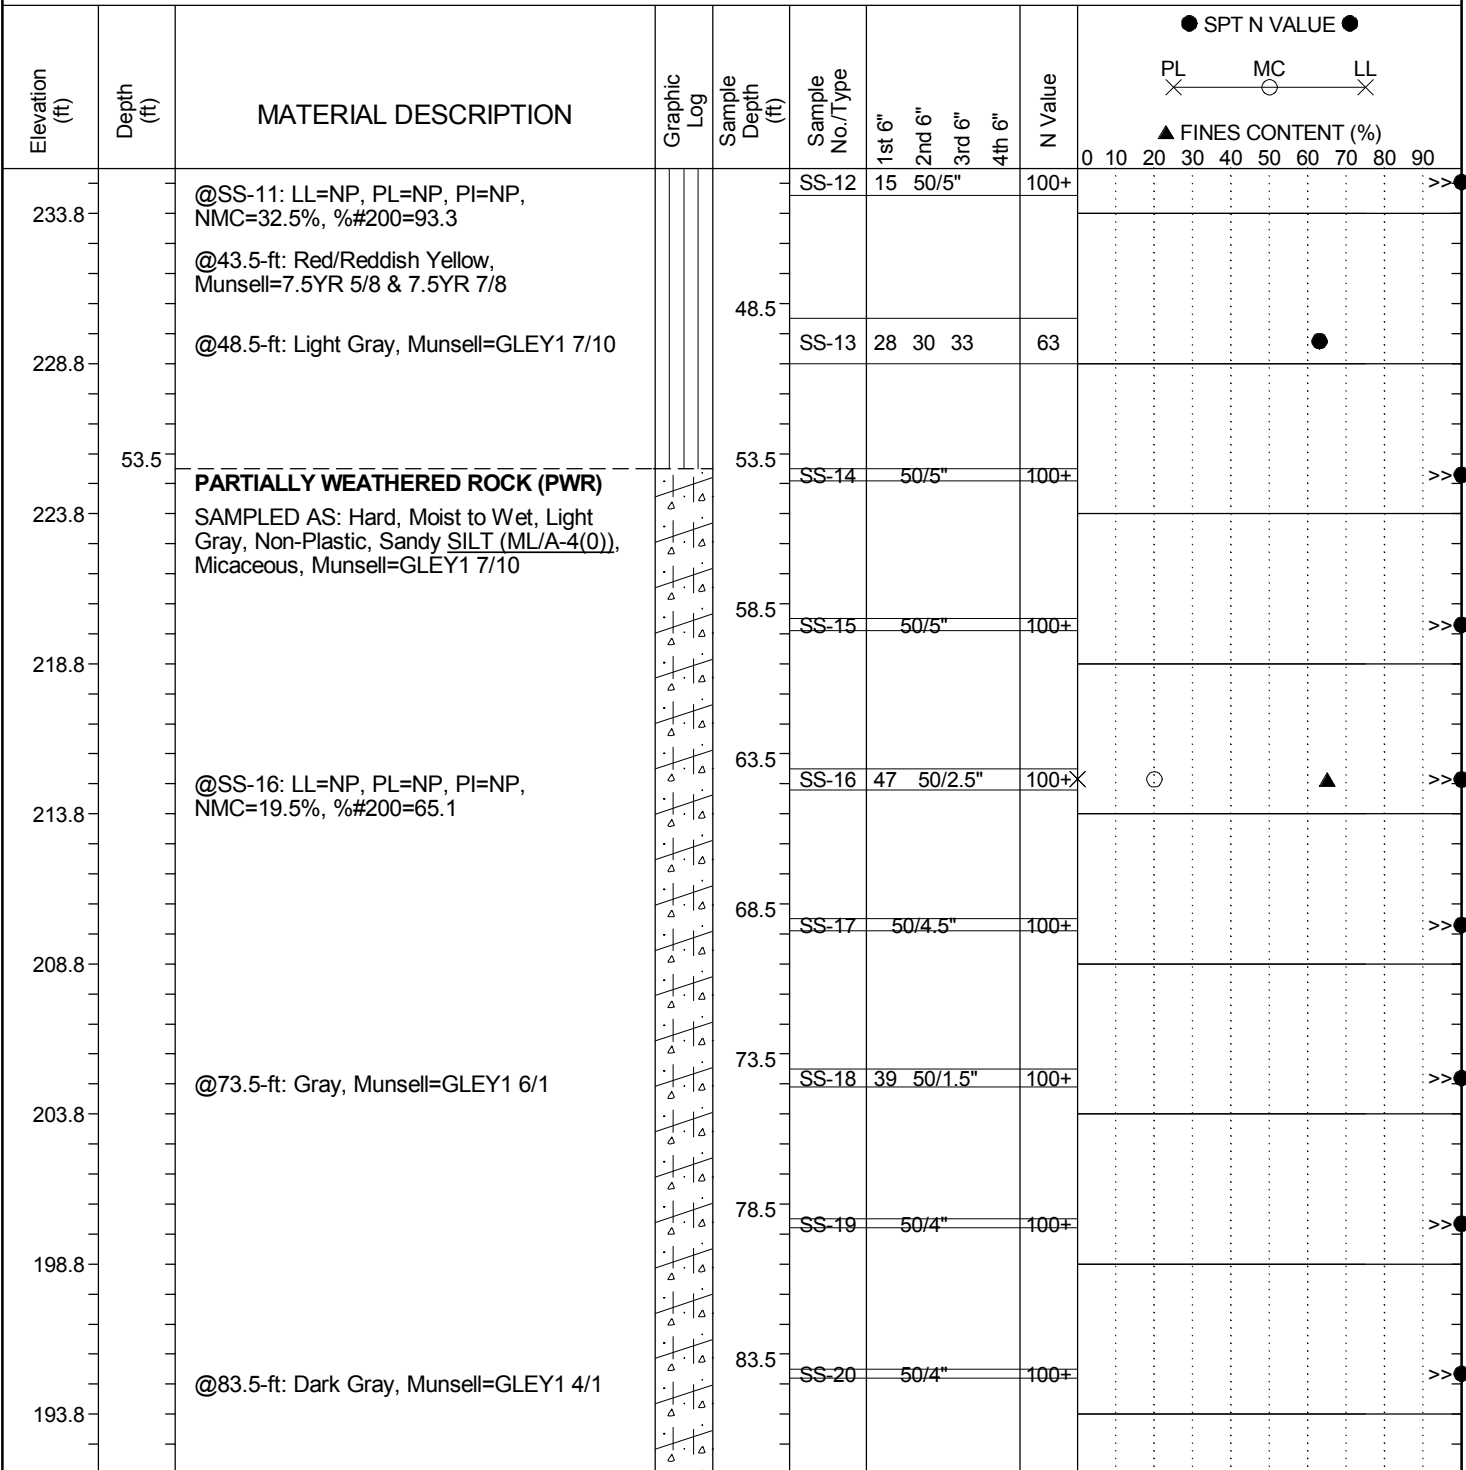 ● SPT N VALUE ●
PL MC LL
▲ FINES CONTENT (%)
0 10 20 30 40 50 60 70 80 90
Elevation (ft)
Depth (ft)
MATERIAL DESCRIPTION
Graphic Log
Sample Depth (ft)
Sample No./Type
1st 6"
2nd 6"
3rd 6"
4th 6"
N Value
SS-12 15 50/5" 100+ >>
@SS-11: LL=NP, PL=NP, PI=NP,
233.8 NMC=32.5%, %#200=93.3
@43.5-ft: Red/Reddish Yellow,
Munsell=7.5YR 5/8 & 7.5YR 7/8
48.5
@48.5-ft: Light Gray, Munsell=GLEY1 7/10 SS-13 28 30 33 63
228.8
53.5 53.5
SS-14 50/5" 100+ >>
PARTIALLY WEATHERED ROCK (PWR)
223.8 SAMPLED AS: Hard, Moist to Wet, Light
Gray, Non-Plastic, Sandy SILT (ML/A-4(0)),
Micaceous, Munsell=GLEY1 7/10
58.5
SS-15 50/5" 100+ >>
218.8
63.5
@SS-16: LL=NP, PL=NP, PI=NP, SS-16 47 50/2.5" 100+ >>
NMC=19.5%, %#200=65.1
213.8
68.5
SS-17 50/4.5" 100+ >>
208.8
73.5
@73.5-ft: Gray, Munsell=GLEY1 6/1 SS-18 39 50/1.5" 100+ >>
203.8
78.5
SS-19 50/4" 100+ >>
198.8
83.5
SS-20 50/4" 100+ >>
@83.5-ft: Dark Gray, Munsell=GLEY1 4/1
193.8